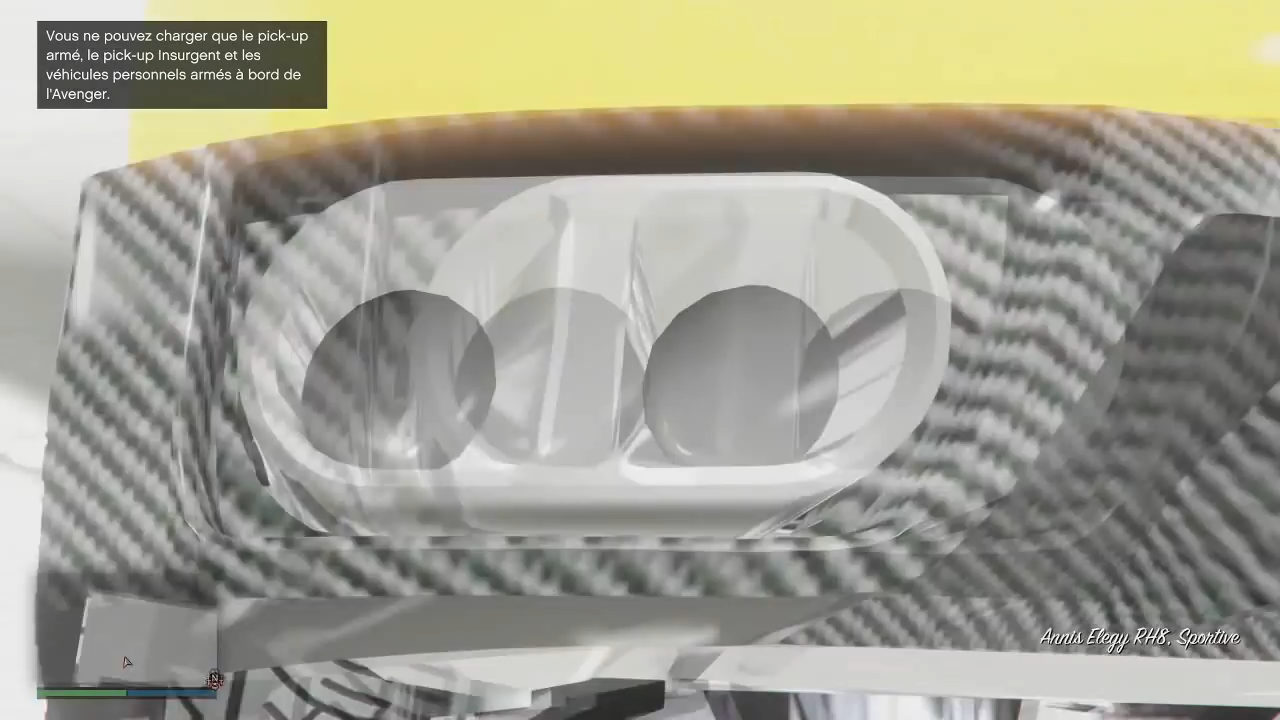 Vous ne pouvez charger que le pick-up
armé, le pick-up Insurgent et les
véhicules personnels armés à bord de
l'Avenger.
Annis Elegy RH8, Sportive
N